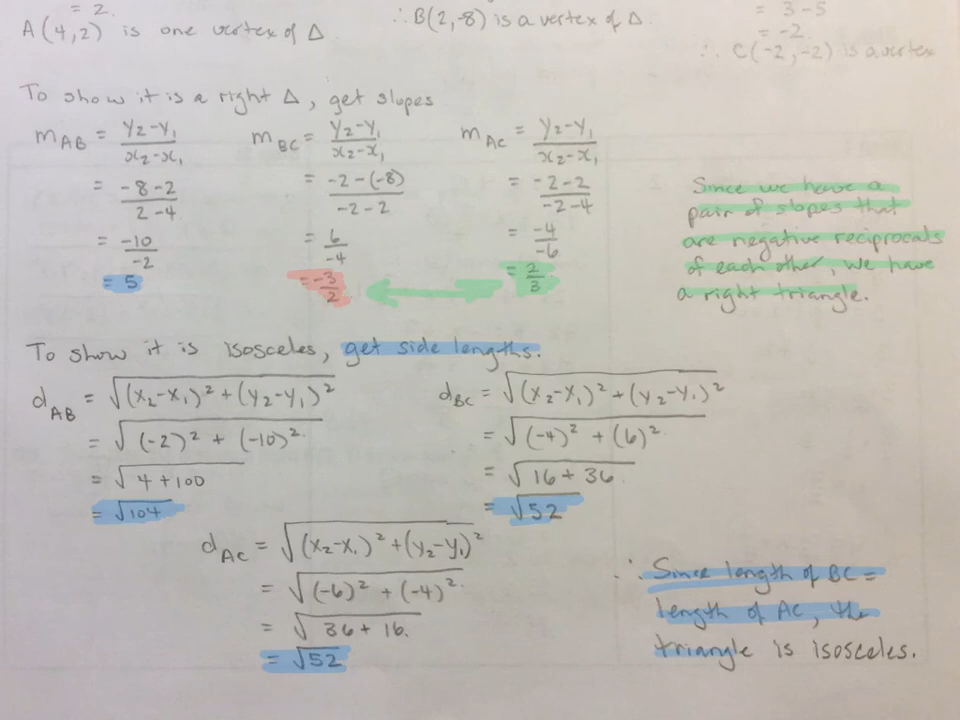 = 2.
A(4,2) is one vertex of Δ.
∴ B(2,-8) is a vertex of Δ.
= 3-5
= -2.
∴ C(-2,-2) is a vertex
To show it is a right Δ, get slopes
m_AB = (y₂-y₁)/(x₂-x₁)
= (-8-2)/(2-4)
= -10/-2
= 5
m_BC = (y₂-y₁)/(x₂-x₁)
= (-2-(-8))/(-2-2)
= 6/-4
= -3/2
m_AC = (y₂-y₁)/(x₂-x₁)
= (-2-2)/(-2-4)
= -4/-6
= 2/3
Since we have a
pair of slopes that
are negative reciprocals
of each other, we have
a right triangle.
To show it is isosceles, get side lengths.
d_AB = √((x₂-x₁)²+(y₂-y₁)²)
= √((-2)² + (-10)²)
= √(4+100)
= √104
d_BC = √((x₂-x₁)²+(y₂-y₁)²)
= √((-4)² + (6)²)
= √(16+36)
= √52
d_AC = √((x₂-x₁)²+(y₂-y₁)²)
= √((-6)² + (-4)²)
= √(36+16)
= √52
∴ Since length of BC =
length of AC, the
triangle is isosceles.